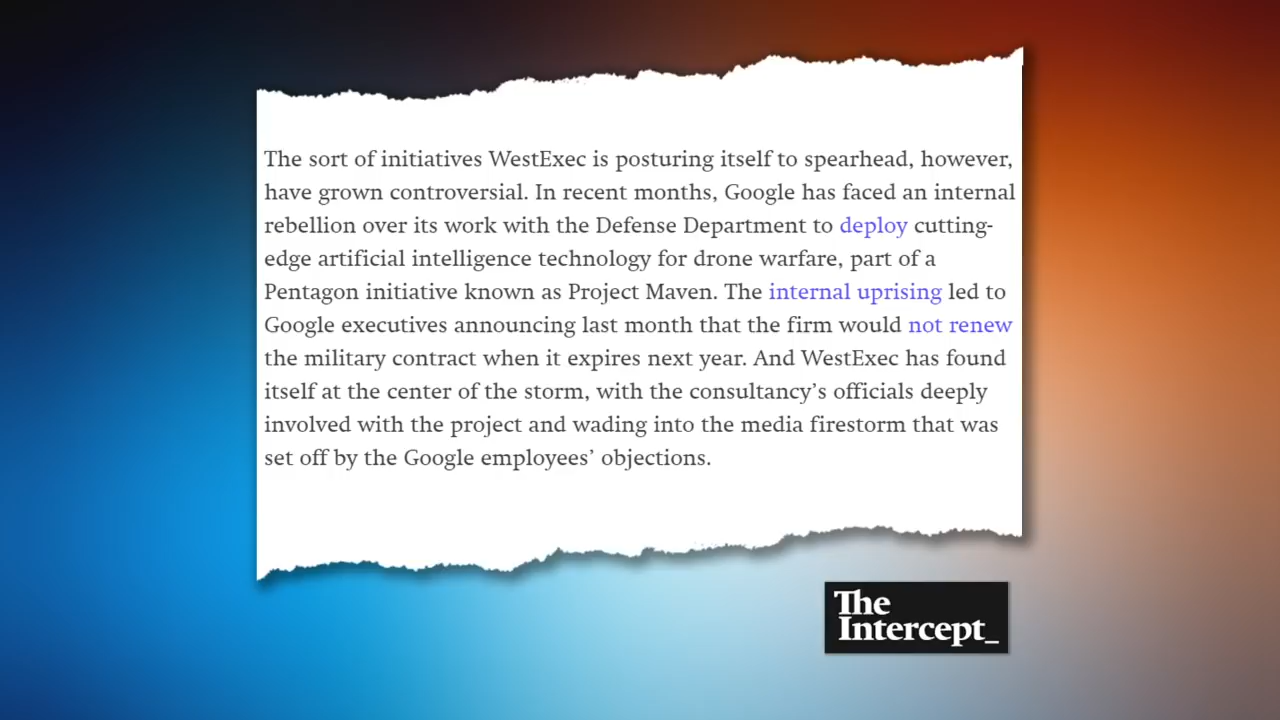 The sort of initiatives WestExec is posturing itself to spearhead, however,
have grown controversial. In recent months, Google has faced an internal
rebellion over its work with the Defense Department to deploy cutting-
edge artificial intelligence technology for drone warfare, part of a
Pentagon initiative known as Project Maven. The internal uprising led to
Google executives announcing last month that the firm would not renew
the military contract when it expires next year. And WestExec has found
itself at the center of the storm, with the consultancy’s officials deeply
involved with the project and wading into the media firestorm that was
set off by the Google employees’ objections.
The
Intercept_